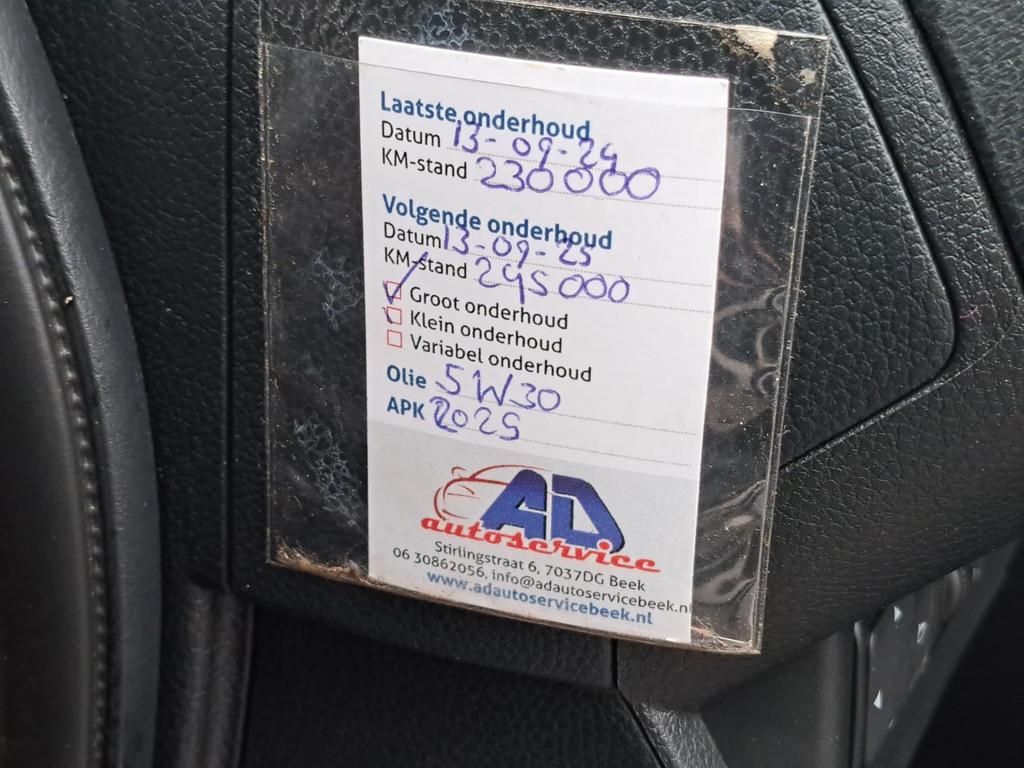 Laatste onderhoud
Datum 13-09-24
KM-stand 230000
Volgende onderhoud
Datum 13-09-25
KM-stand 245000
Groot onderhoud
Klein onderhoud
Variabel onderhoud
Olie 5W30
APK 2025
AD
autoservice
Stirlingstraat 6, 7037DG Beek
06 30862056, info@adautoservicebeek.nl
www.adautoservicebeek.nl